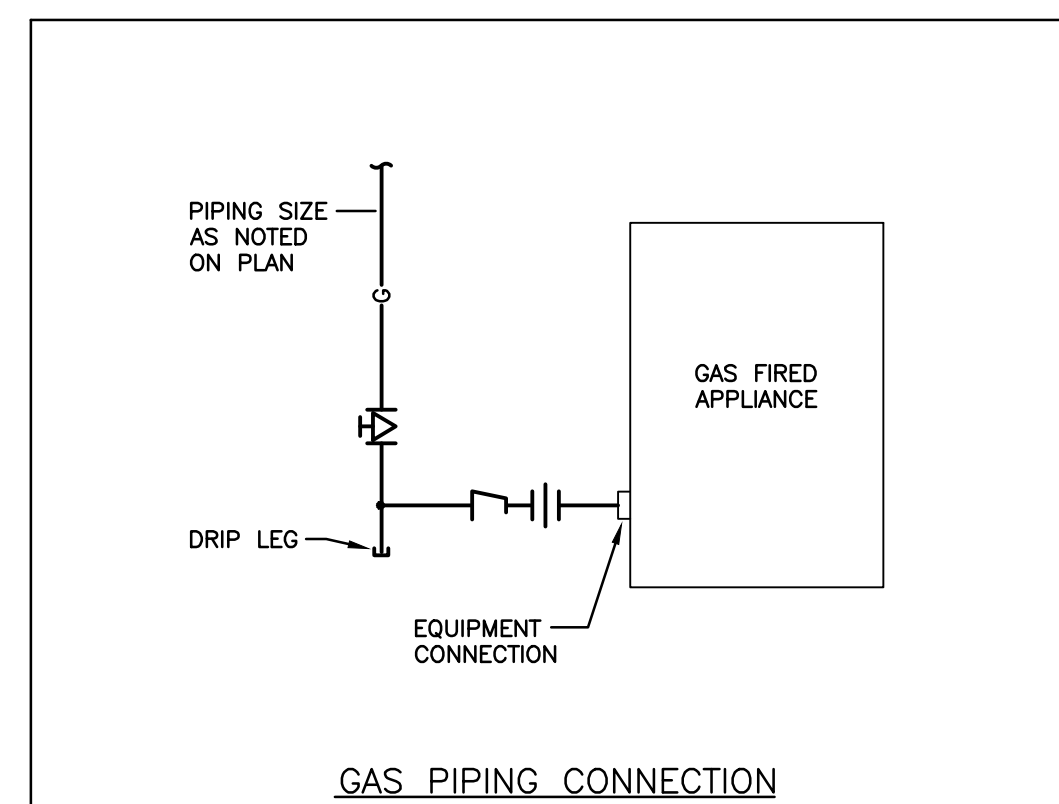 PIPING SIZE
AS NOTED
ON PLAN
G
GAS FIRED
APPLIANCE
DRIP LEG
EQUIPMENT
CONNECTION
GAS PIPING CONNECTION